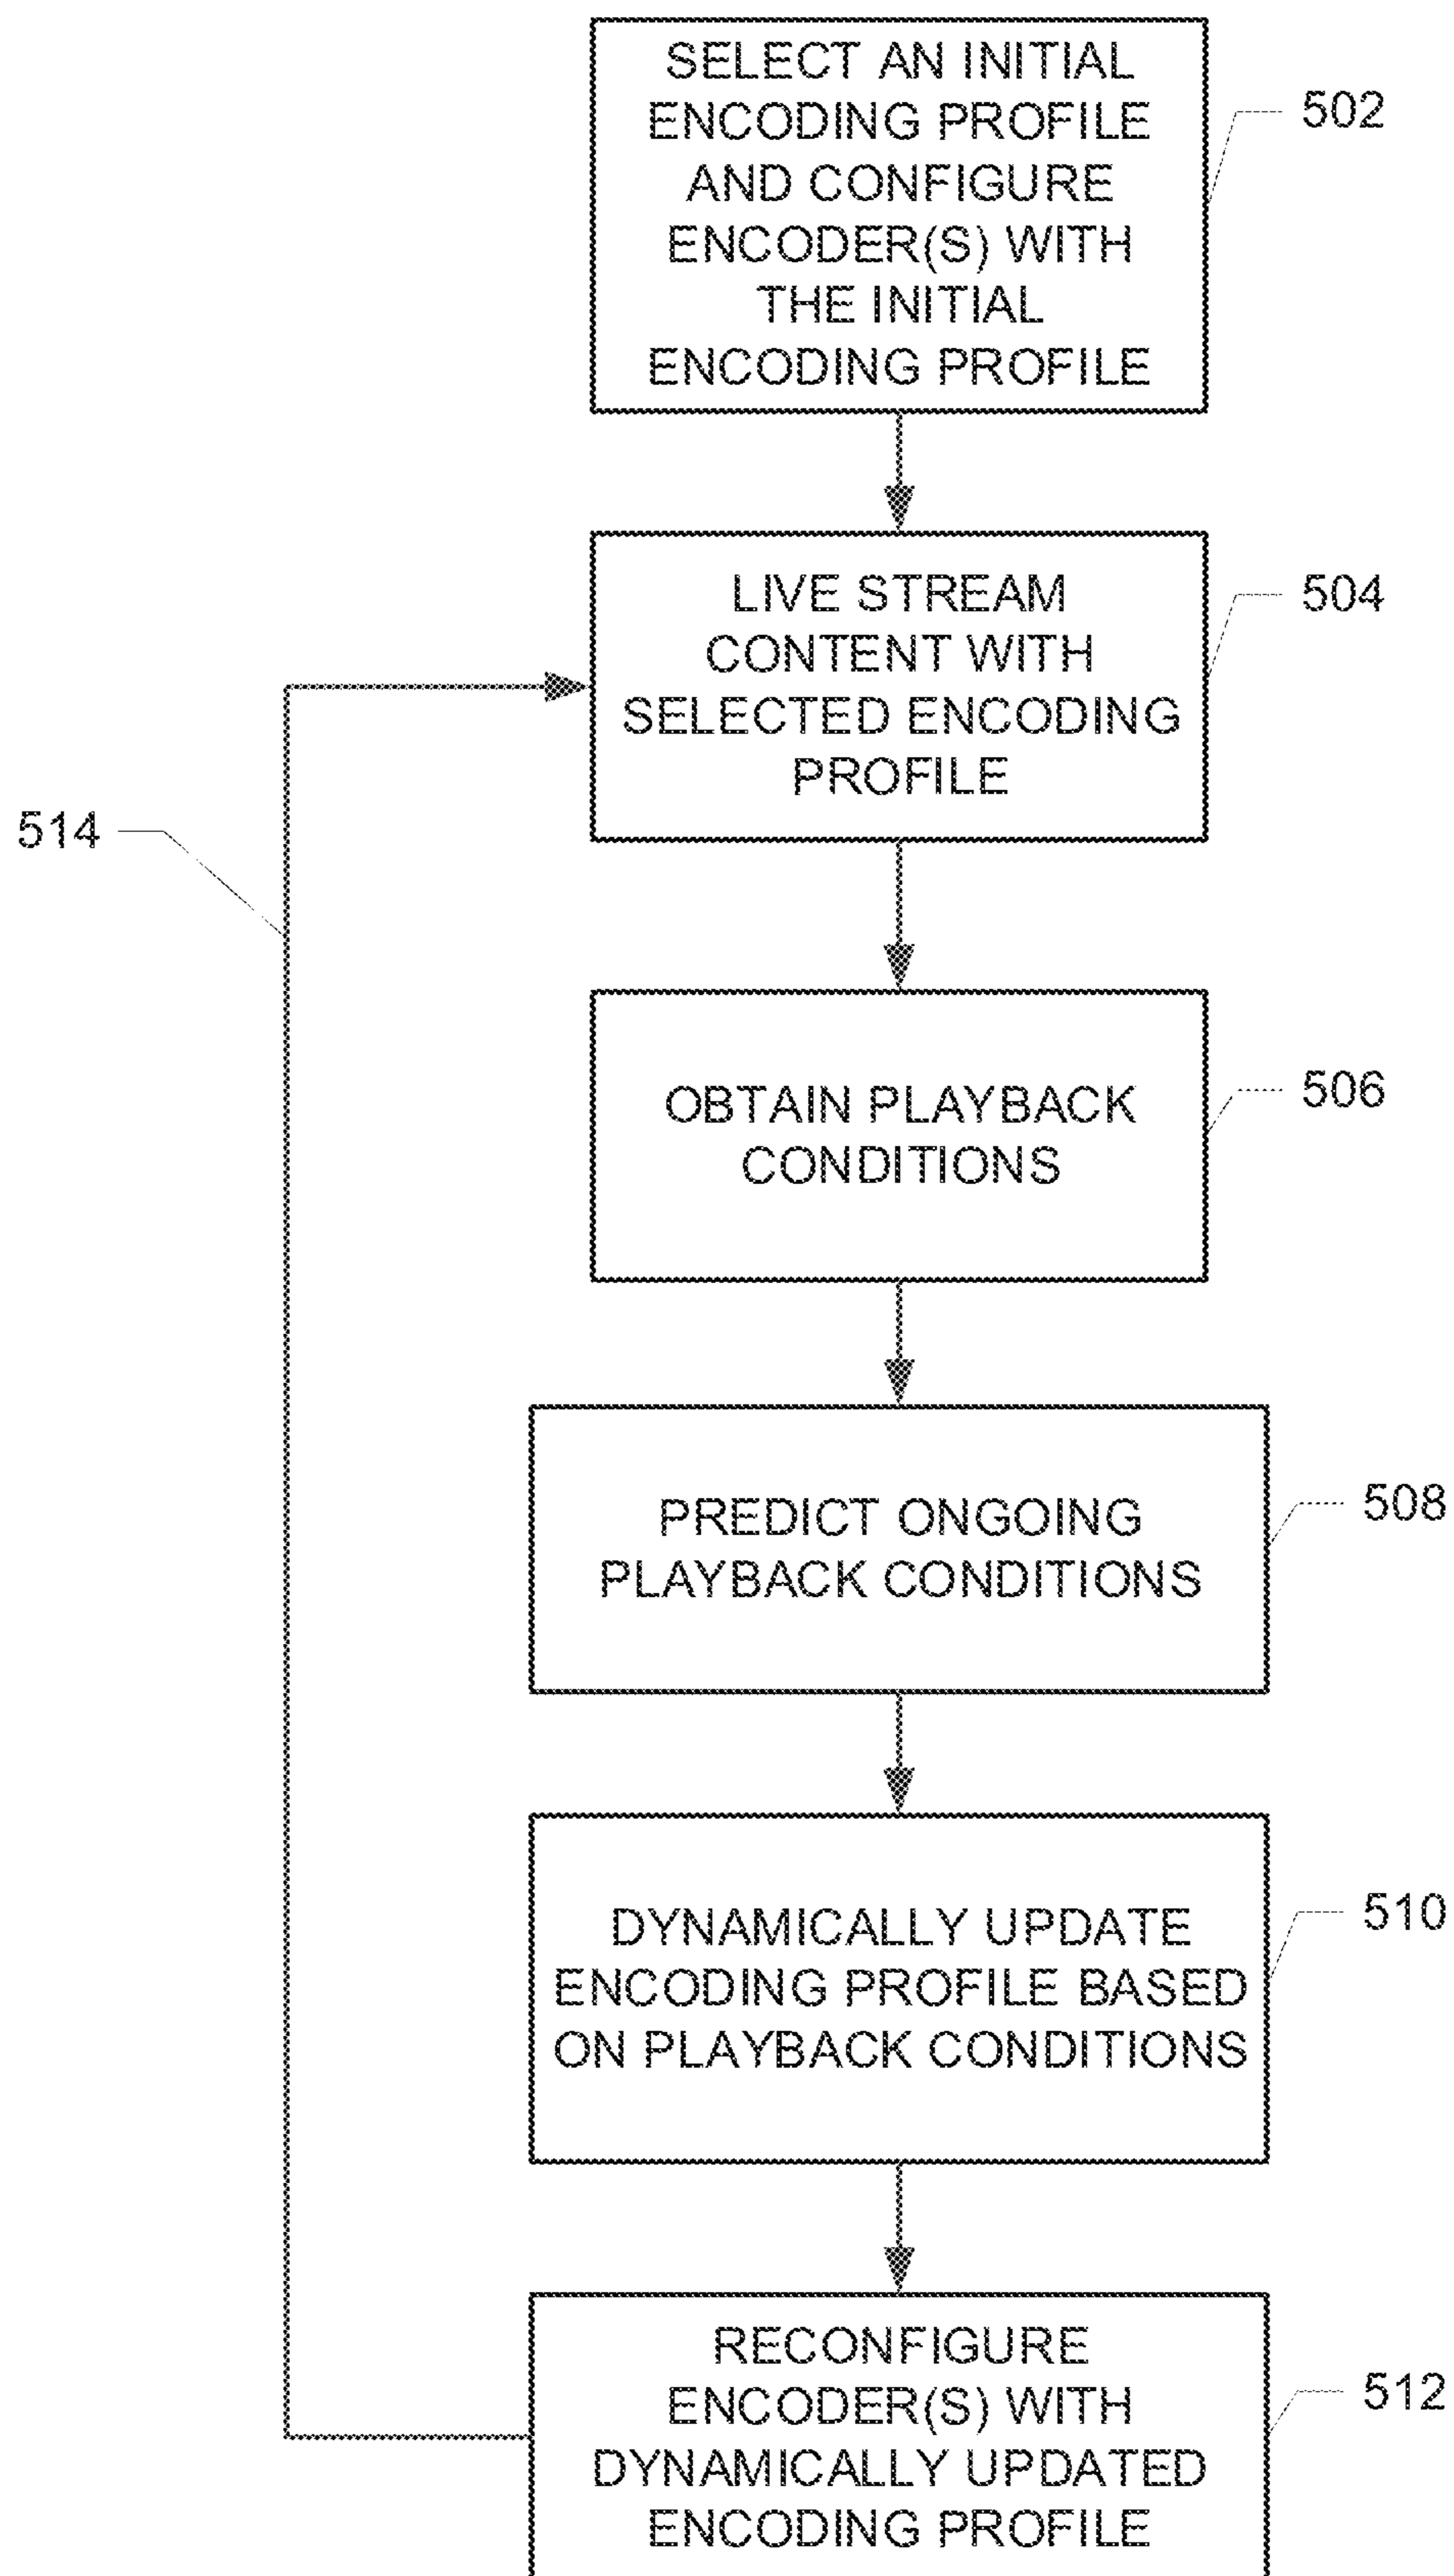 SELECT AN INITIAL
ENCODING PROFILE
AND CONFIGURE
ENCODER(S) WITH
THE INITIAL
ENCODING PROFILE
502
LIVE STREAM
CONTENT WITH
SELECTED ENCODING
PROFILE
504
514
OBTAIN PLAYBACK
CONDITIONS
506
PREDICT ONGOING
PLAYBACK CONDITIONS
508
DYNAMICALLY UPDATE
ENCODING PROFILE BASED
ON PLAYBACK CONDITIONS
510
RECONFIGURE
ENCODER(S) WITH
DYNAMICALLY UPDATED
ENCODING PROFILE
512